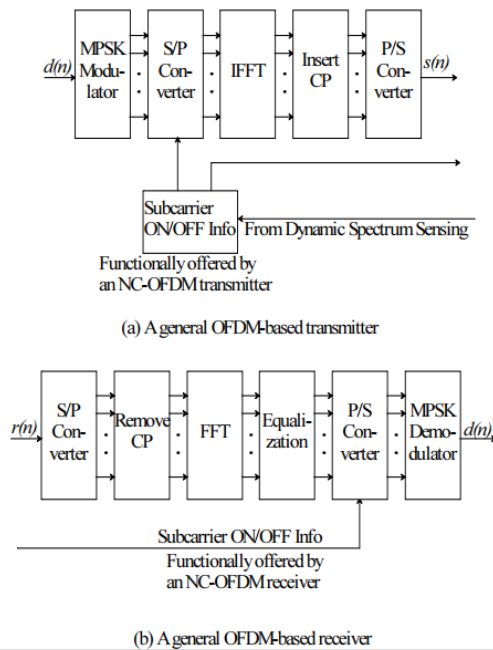 d(n)
MPSK
Modu-
lator
S/P
Con-
verter
IFFT
Insert
CP
P/S
Con-
verter
s(n)
Subcarrier
ON/OFF Info
From Dynamic Spectrum Sensing
Functionally offered by
an NC-OFDM transmitter
(a) A general OFDM-based transmitter
r(n)
S/P
Con-
verter
Remove
CP
FFT
Equali-
zation
P/S
Con-
verter
MPSK
Demo-
dulator
d(n)
Subcarrier ON/OFF Info
Functionally offered by
an NC-OFDM receiver
(b) A general OFDM-based receiver